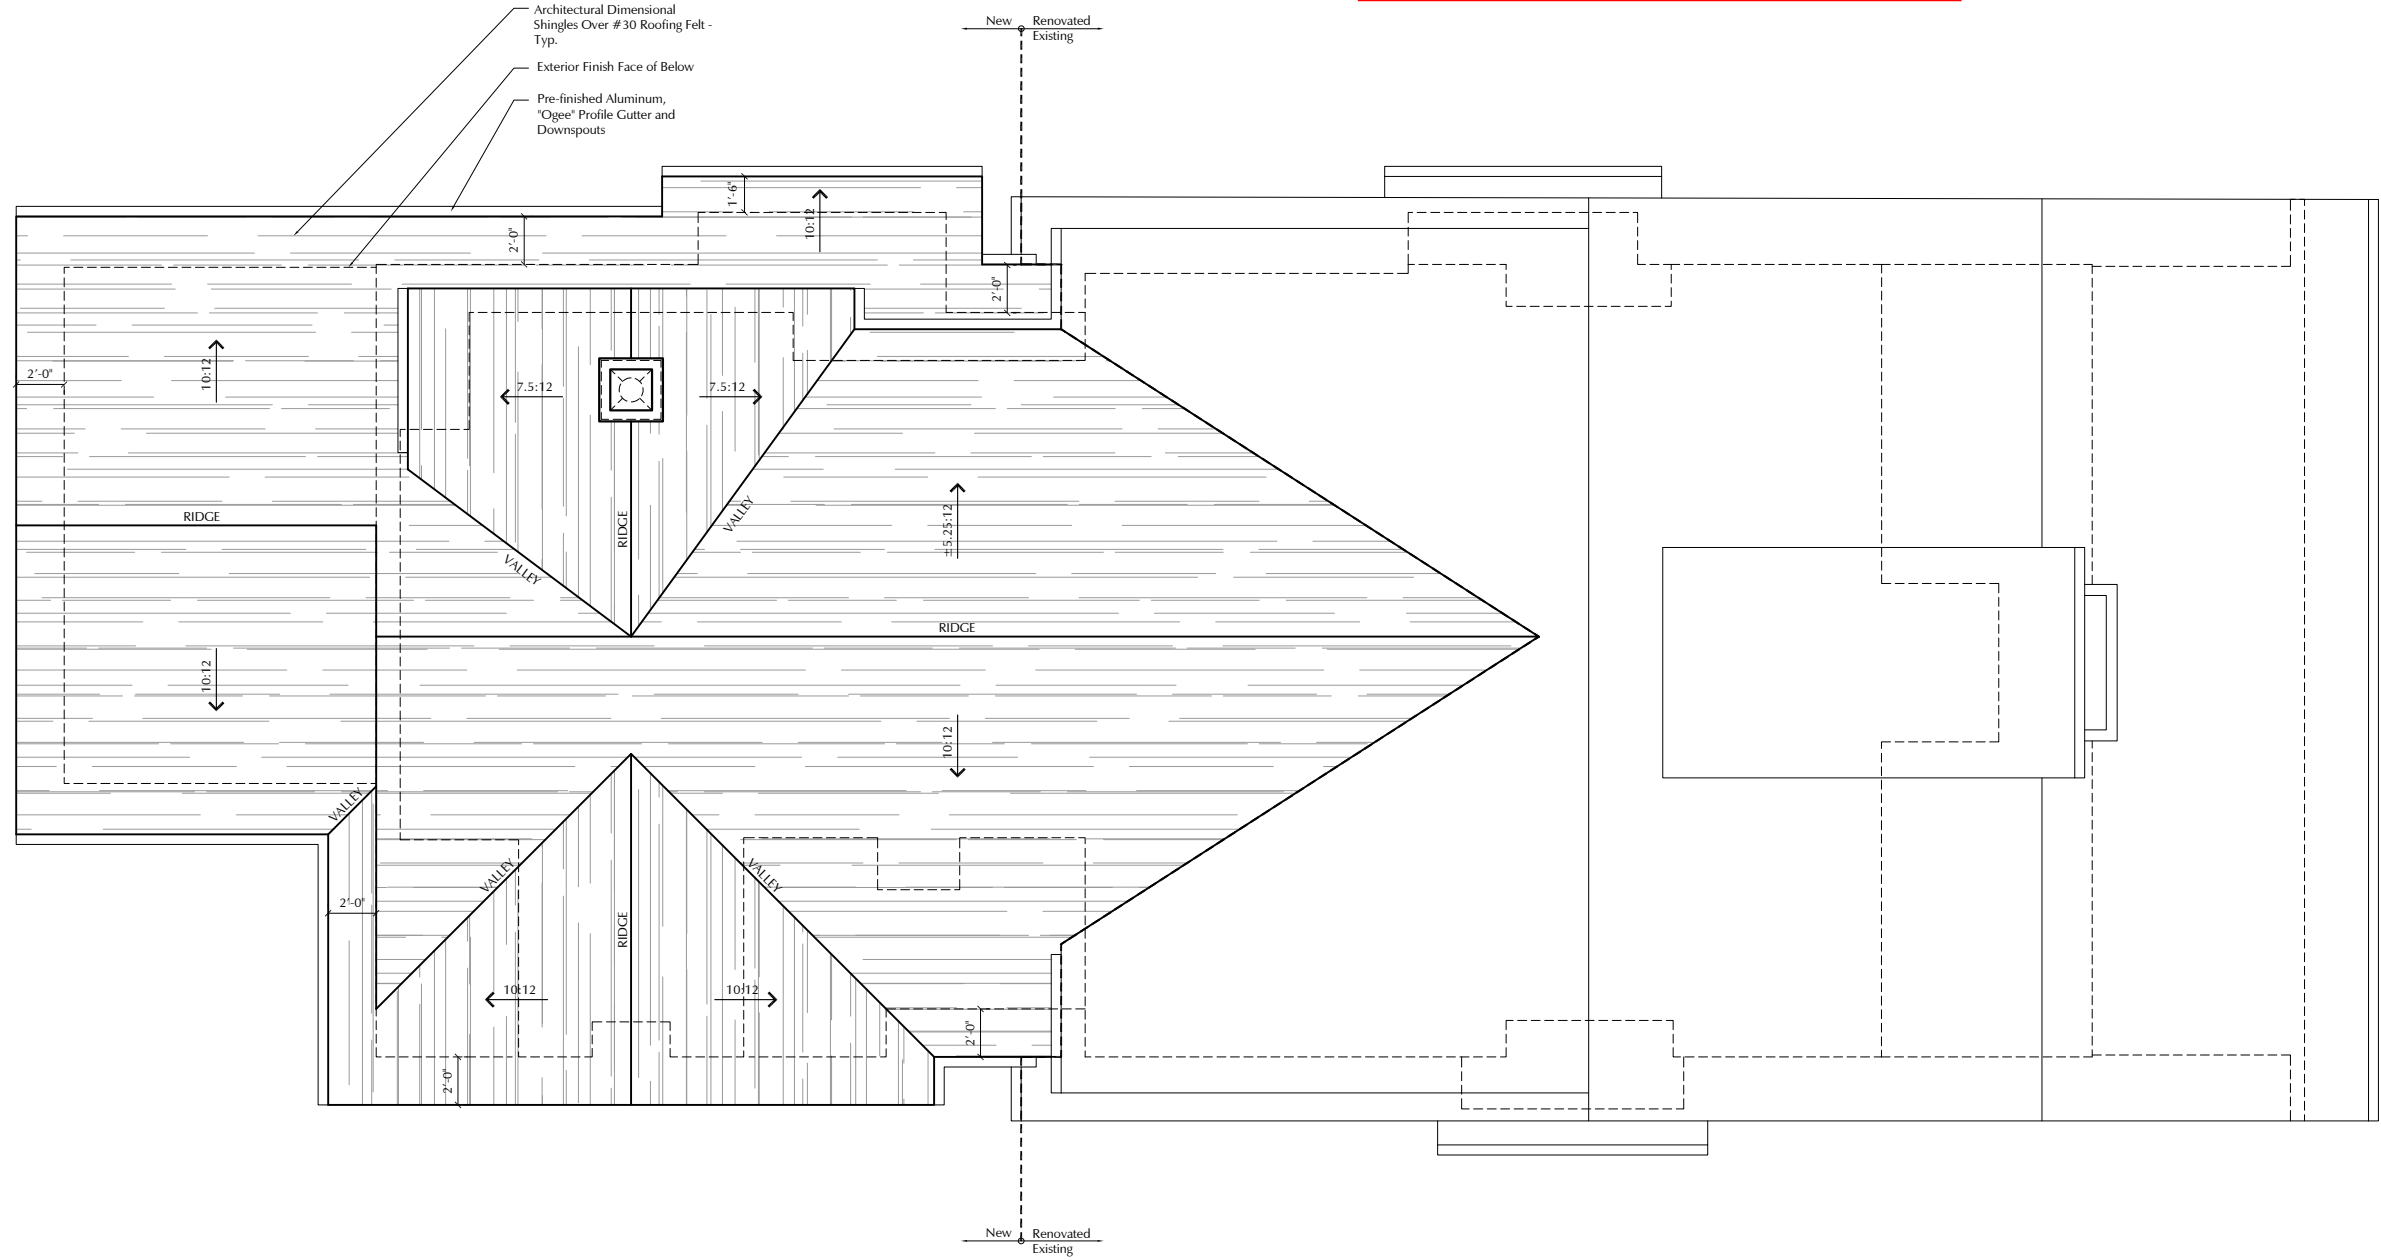 Architectural Dimensional
Shingles Over #30 Roofing Felt -
Typ.
New
Renovated
Existing
Exterior Finish Face of Below
Pre-finished Aluminum,
"Ogee" Profile Gutter and
Downspouts
1'-6"
10:12
2'-0"
2'-0"
2'-0"
10:12
7.5:12
7.5:12
RIDGE
RIDGE
VALLEY
VALLEY
±5.25:12
RIDGE
10:12
10:12
VALLEY
VALLEY
VALLEY
2'-0"
RIDGE
10:12
10:12
2'-0"
2'-0"
New
Renovated
Existing